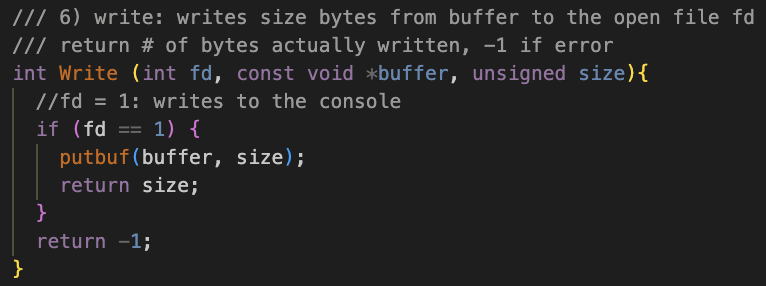 /// 6) write: writes size bytes from buffer to the open file fd
/// return # of bytes actually written, -1 if error
int Write (int fd, const void *buffer, unsigned size){
  //fd = 1: writes to the console
  if (fd == 1) {
    putbuf(buffer, size);
    return size;
  }
  return -1;
}